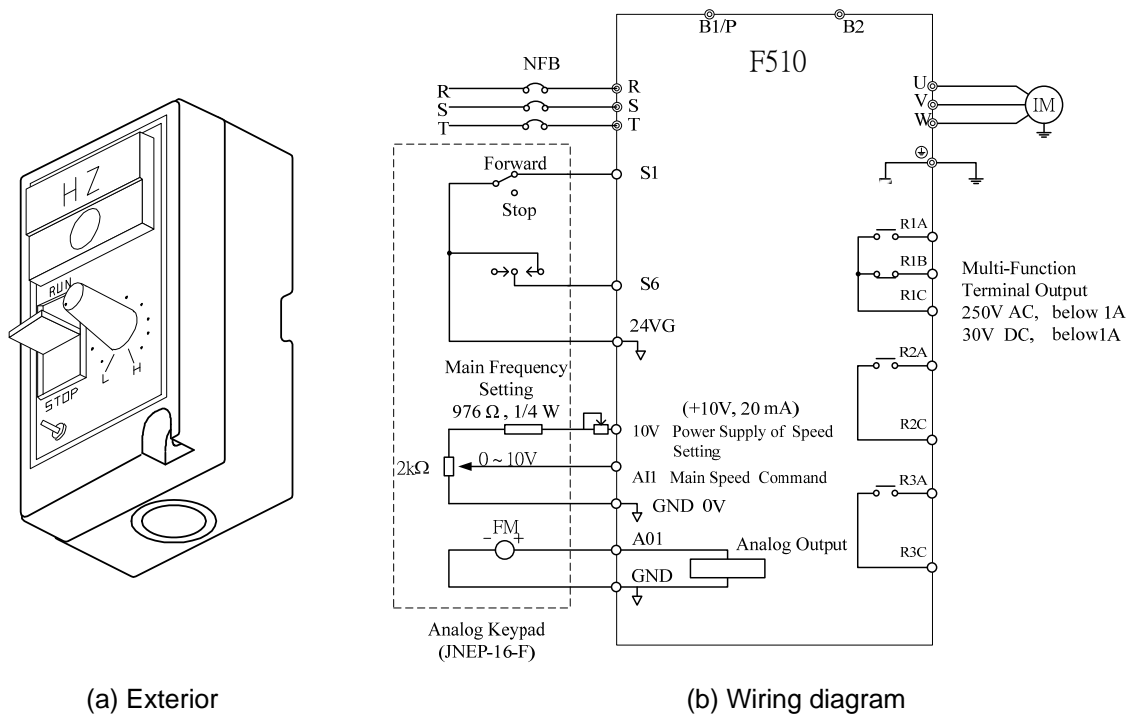 HZ
RUN
L H
STOP
(a) Exterior
B1/P
B2
F510
NFB
R
S
T
R
S
T
U
V
W
IM
Forward
Stop
S1
S6
24VG
Main Frequency
Setting
976 Ω , 1/4 W
2kΩ
0 ~ 10V
(+10V, 20 mA)
10V Power Supply of Speed
Setting
AI1 Main Speed Command
GND 0V
- FM +
A01
Analog Output
GND
Analog Keypad
(JNEP-16-F)
R1A
R1B
R1C
Multi-Function
Terminal Output
250V AC, below 1A
30V DC, below1A
R2A
R2C
R3A
R3C
(b) Wiring diagram